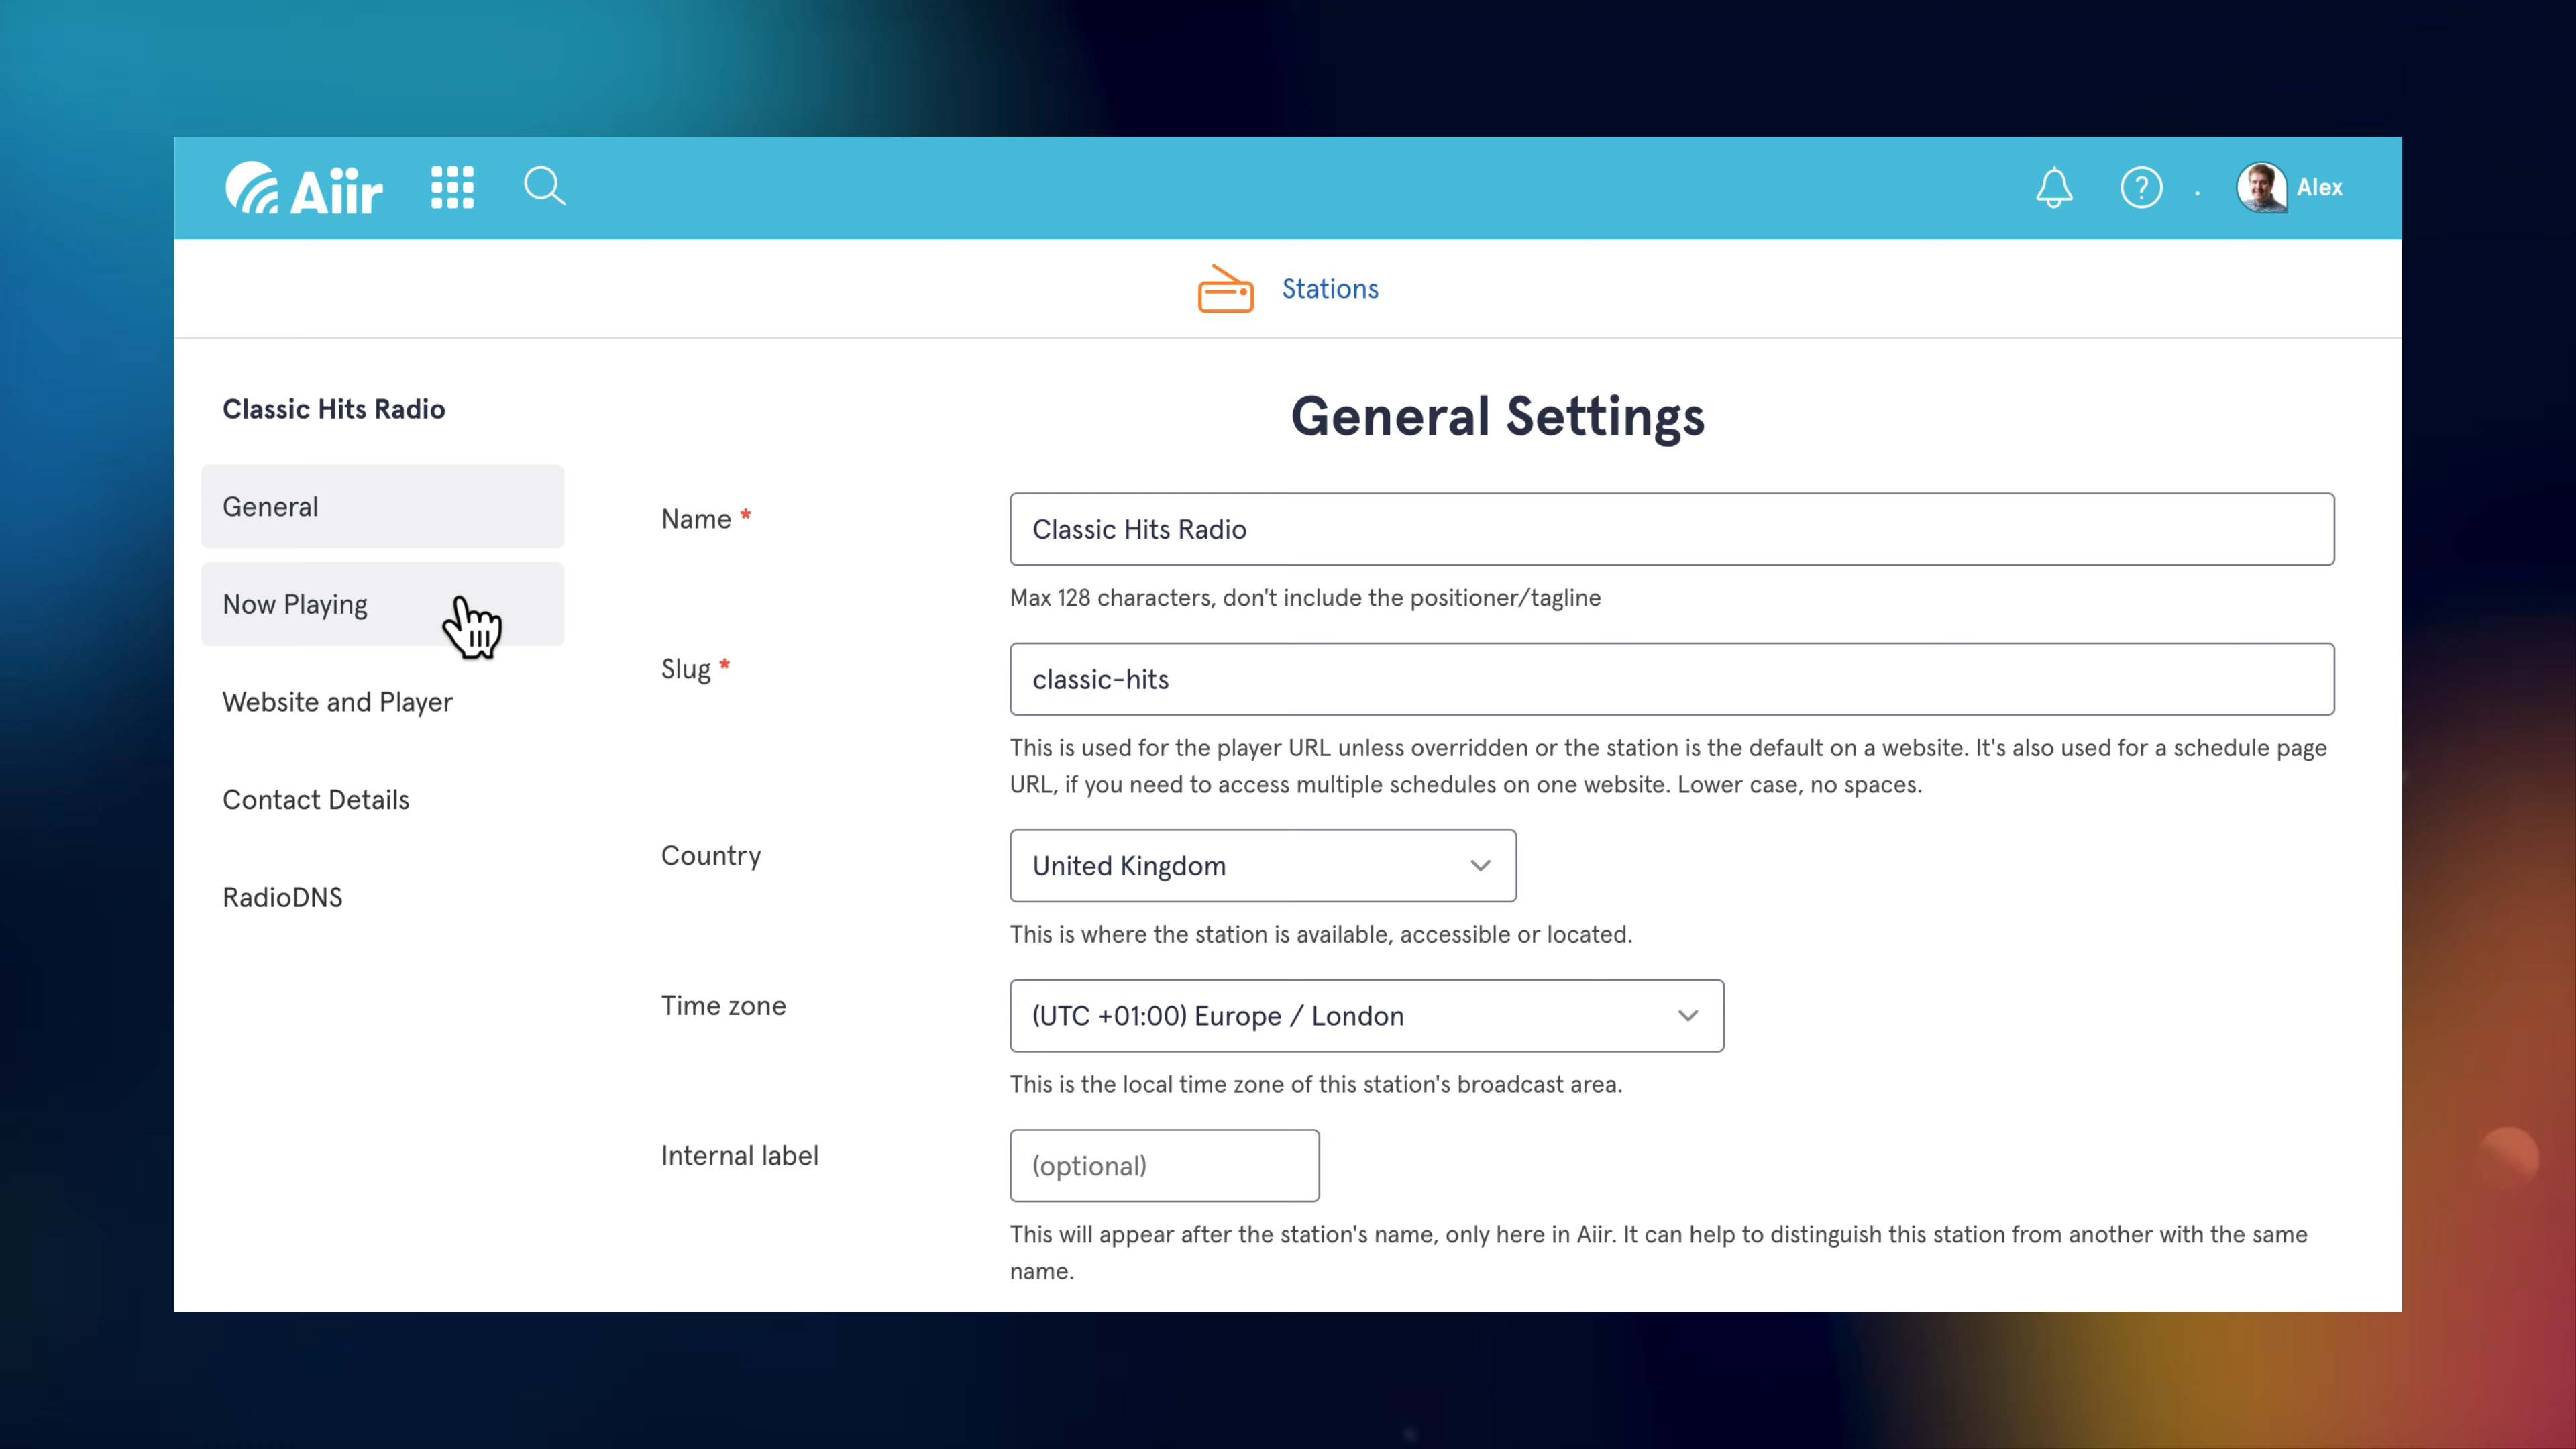 Aiir
?
Alex
Stations
Classic Hits Radio
General
Now Playing
Website and Player
Contact Details
RadioDNS
General Settings
Name *
Classic Hits Radio
Max 128 characters, don't include the positioner/tagline
Slug *
classic-hits
This is used for the player URL unless overridden or the station is the default on a website. It's also used for a schedule page
URL, if you need to access multiple schedules on one website. Lower case, no spaces.
Country
United Kingdom
This is where the station is available, accessible or located.
Time zone
(UTC +01:00) Europe / London
This is the local time zone of this station's broadcast area.
Internal label
(optional)
This will appear after the station's name, only here in Aiir. It can help to distinguish this station from another with the same
name.